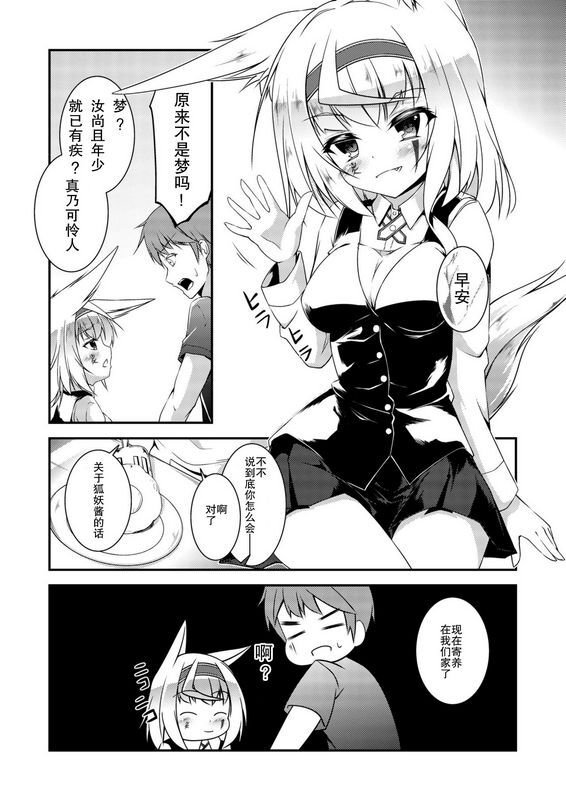 早安
ヒラ
ヒラ
原来不是梦吗！
梦？
汝尚且年少
就已有疾？真乃可怜人
不不
说到底你怎么会
啊
对了
关于狐妖酱的话
现在寄养
在我们家了
啊？
ニコニコ